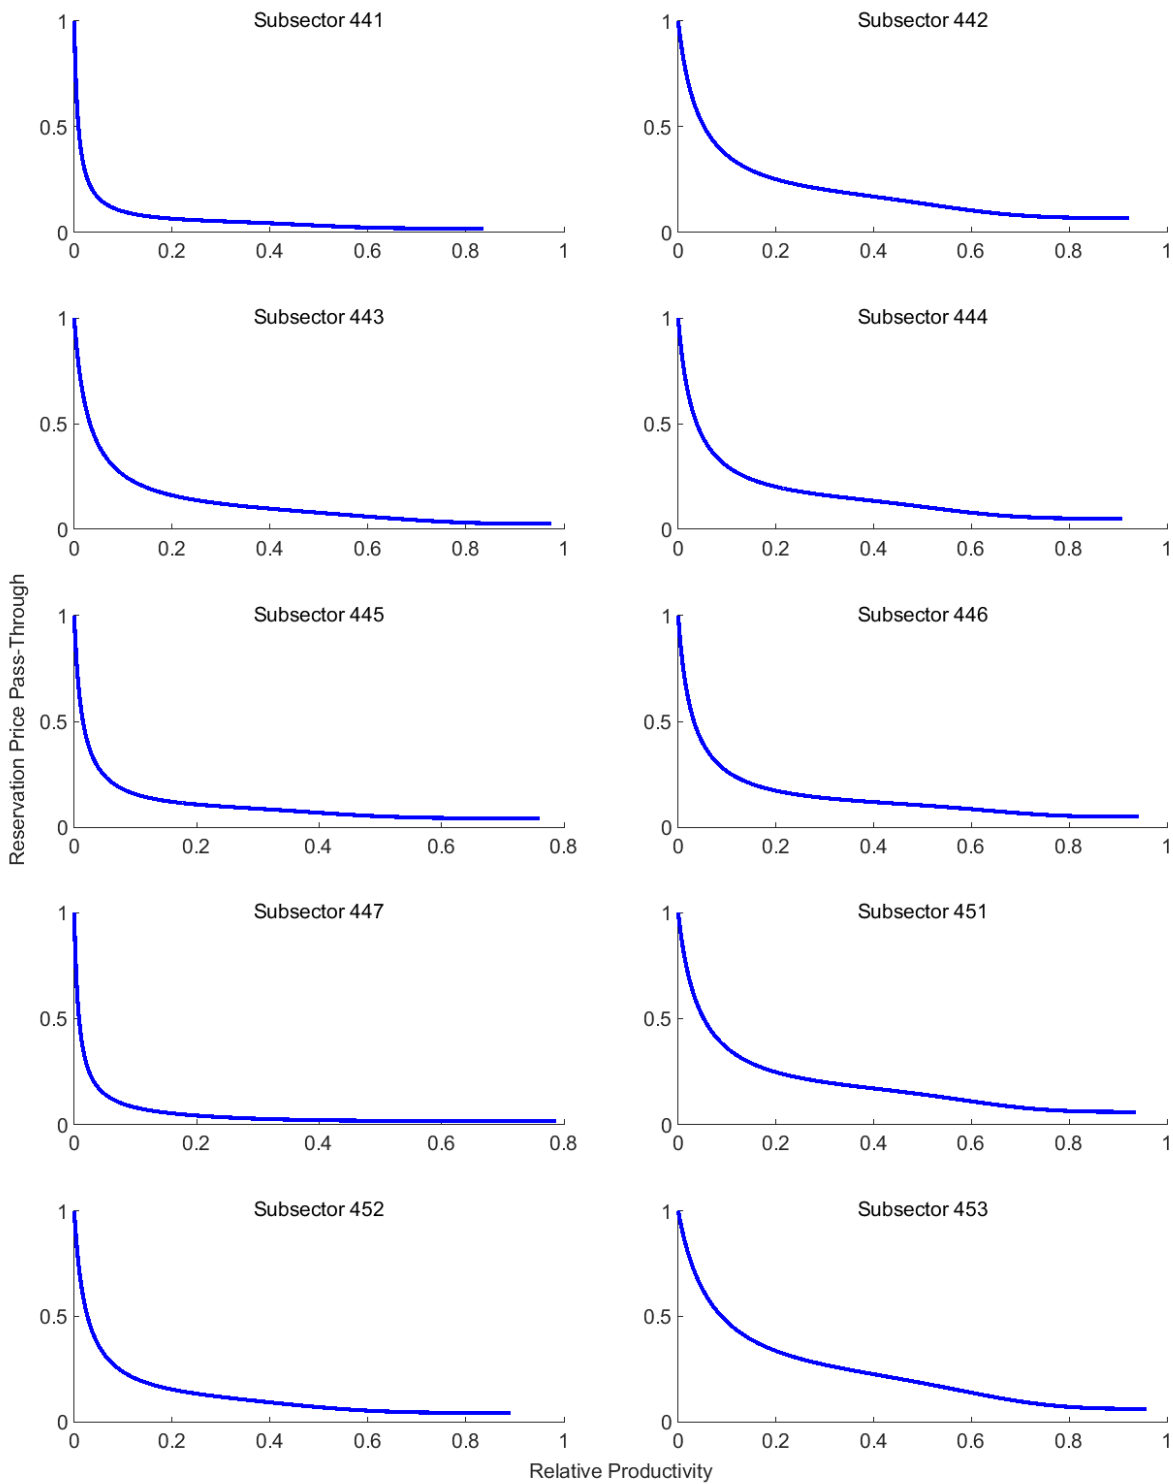 Subsector 441
1
0.5
0
0 0.2 0.4 0.6 0.8 1
Subsector 442
1
0.5
0
0 0.2 0.4 0.6 0.8 1
Subsector 443
1
0.5
0
0 0.2 0.4 0.6 0.8 1
Subsector 444
1
0.5
0
0 0.2 0.4 0.6 0.8 1
Reservation Price Pass-Through
Subsector 445
1
0.5
0
0 0.2 0.4 0.6 0.8
Subsector 446
1
0.5
0
0 0.2 0.4 0.6 0.8 1
Subsector 447
1
0.5
0
0 0.2 0.4 0.6 0.8
Subsector 451
1
0.5
0
0 0.2 0.4 0.6 0.8 1
Subsector 452
1
0.5
0
0 0.2 0.4 0.6 0.8 1
Subsector 453
1
0.5
0
0 0.2 0.4 0.6 0.8 1
Relative Productivity